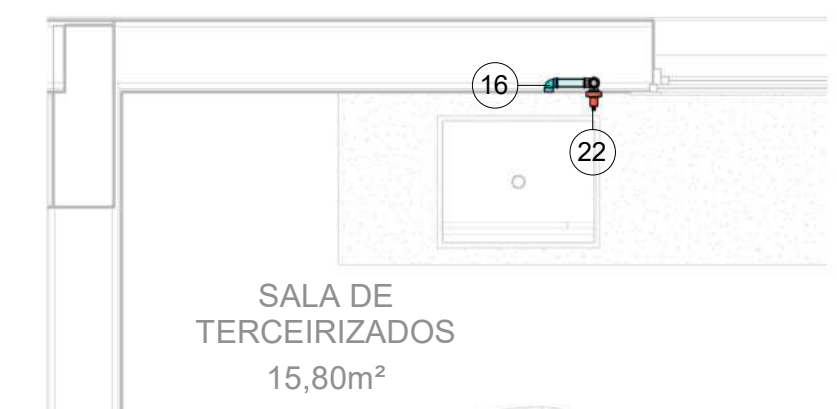 16
22
SALA DE
TERCEIRIZADOS
15,80m²